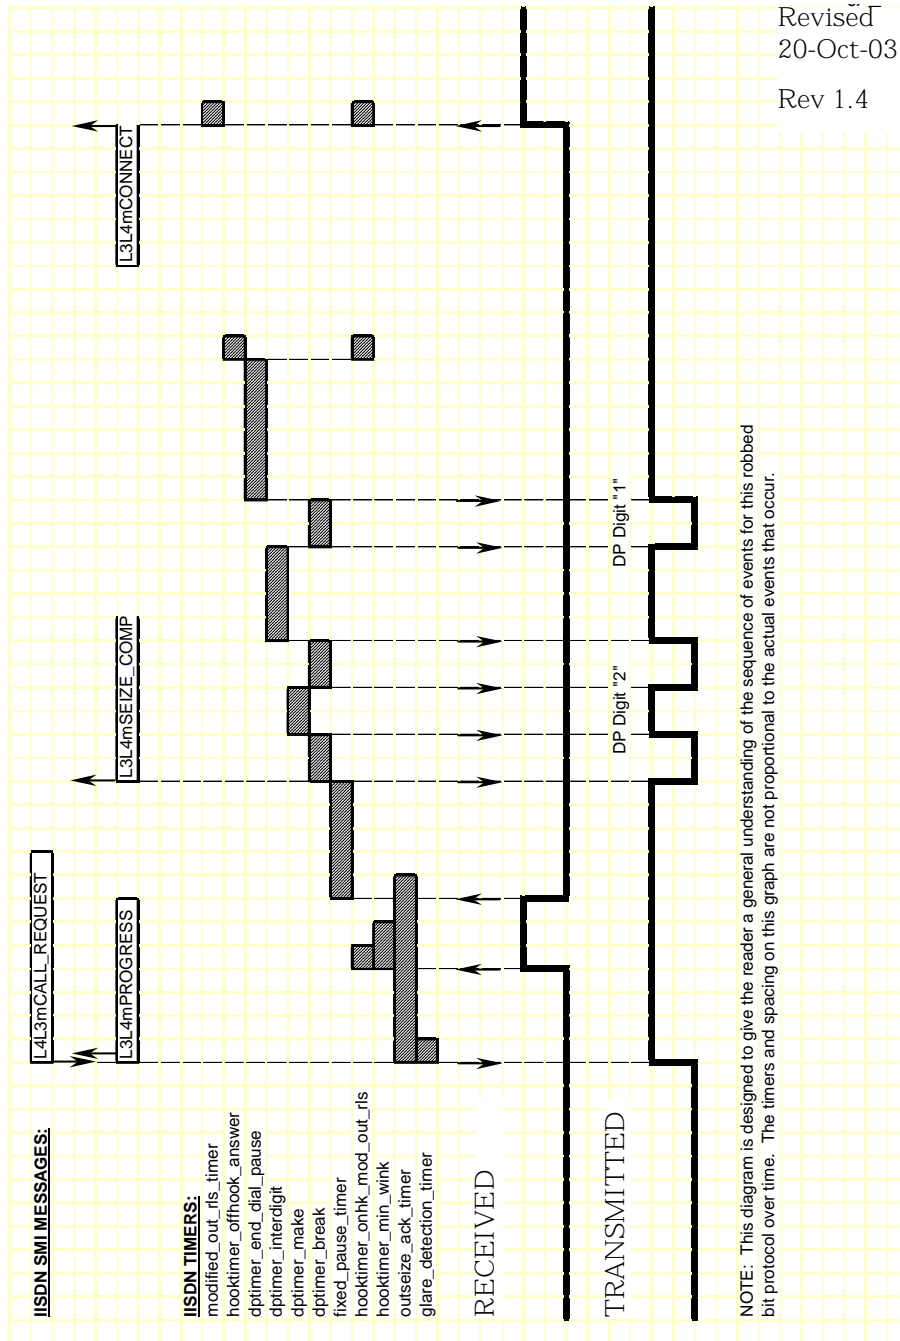 Revised
20-Oct-03
Rev 1.4
IISDN SMI MESSAGES:
L4L3mCALL_REQUEST
L3L4mPROGRESS
L3L4mSEIZE_COMP
L3L4mCONNECT
IISDN TIMERS:
modified_out_rls_timer
hooktimer_offhook_answer
dptimer_end_dial_pause
dptimer_interdigit
dptimer_make
dptimer_break
fixed_pause_timer
hooktimer_onhk_mod_out_rls
hooktimer_min_wink
outseize_ack_timer
glare_detection_timer
RECEIVED
TRANSMITTED
DP Digit "2"
DP Digit "1"
NOTE: This diagram is designed to give the reader a general understanding of the sequence of events for this robbed
bit protocol over time. The timers and spacing on this graph are not proportional to the actual events that occur.